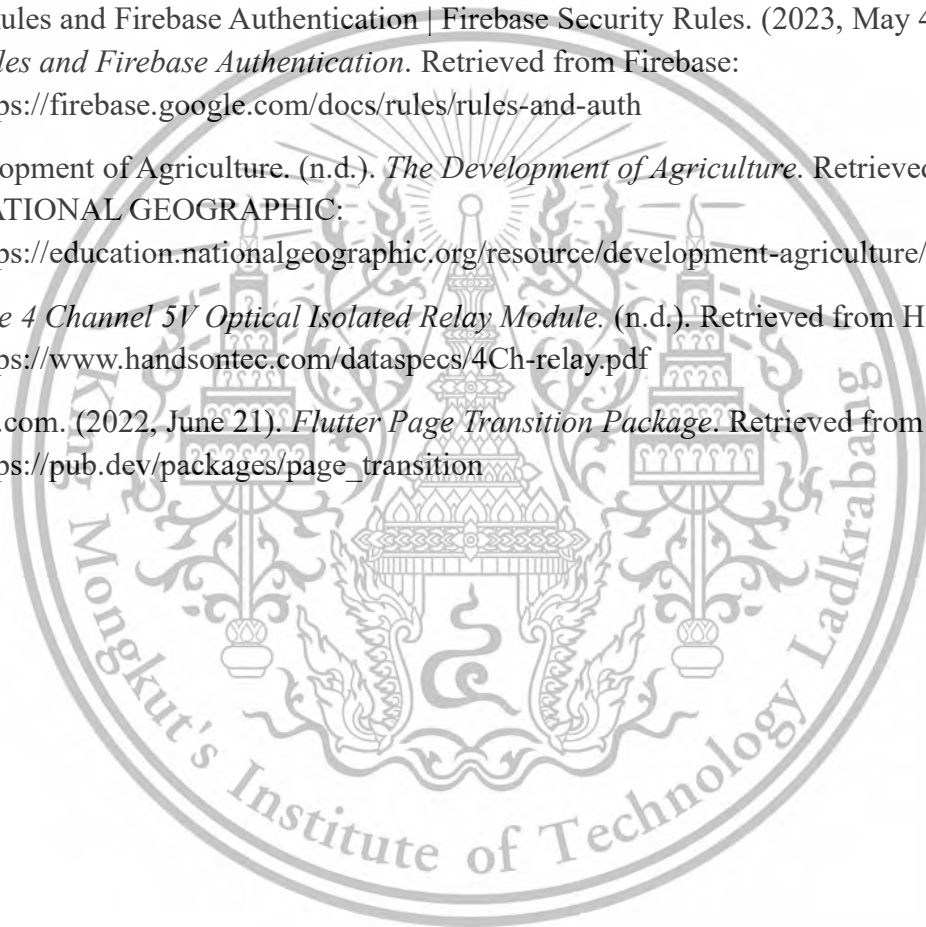 ules and Firebase Authentication | Firebase Security Rules. (2023, May 4
les and Firebase Authentication. Retrieved from Firebase:
ps://firebase.google.com/docs/rules/rules-and-auth
opment of Agriculture. (n.d.). The Development of Agriculture. Retrieved
ATIONAL GEOGRAPHIC:
ps://education.nationalgeographic.org/resource/development-agriculture/
e 4 Channel 5V Optical Isolated Relay Module. (n.d.). Retrieved from H
ps://www.handsontec.com/dataspecs/4Ch-relay.pdf
.com. (2022, June 21). Flutter Page Transition Package. Retrieved from
ps://pub.dev/packages/page_transition
King Mongkut's Institute of Technology Ladkrabang